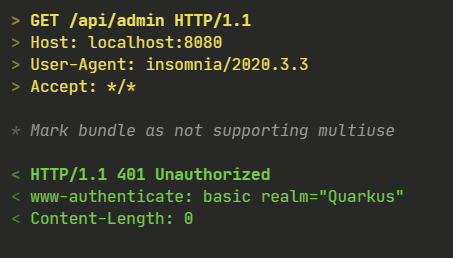 > GET /api/admin HTTP/1.1
> Host: localhost:8080
> User-Agent: insomnia/2020.3.3
> Accept: */*
* Mark bundle as not supporting multiuse
< HTTP/1.1 401 Unauthorized
< www-authenticate: basic realm="Quarkus"
< Content-Length: 0